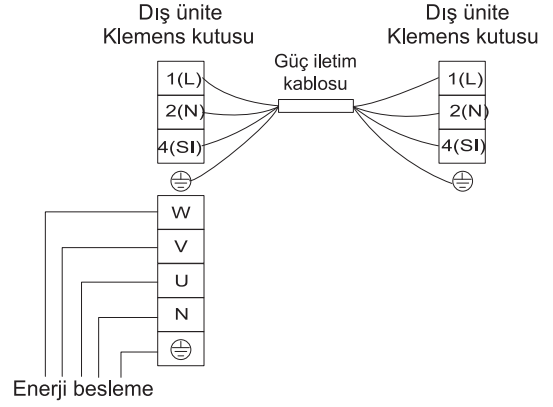 Dış ünite
Klemens kutusu
Dış ünite
Klemens kutusu
Güç iletim
kablosu
1(L)
2(N)
4(SI)
1(L)
2(N)
4(SI)
W
V
U
N
Enerji besleme